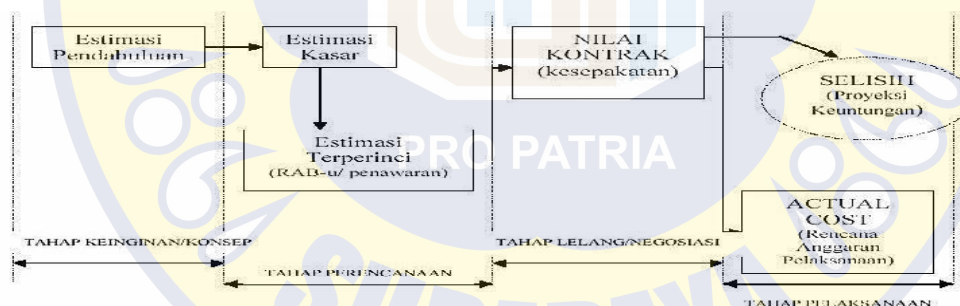 Estimasi
Pendahuluan
Estimasi
Kasar
Estimasi
Terperinci
(RAB-u/ penawaran)
NILAI
KONTRAK
(kesepakatan)
SELISIH
(Proyeksi
Keuntungan)
ACTUAL
COST
(Rencana
Anggaran
Pelaksanaan)
PRO PATRIA
TAHAP KEINGINAN/KONSEP
TAHAP PERENCANAAN
TAHAP LELANG/NEGOSIASI
TAHAP PELAKSANAAN
SURABAYA